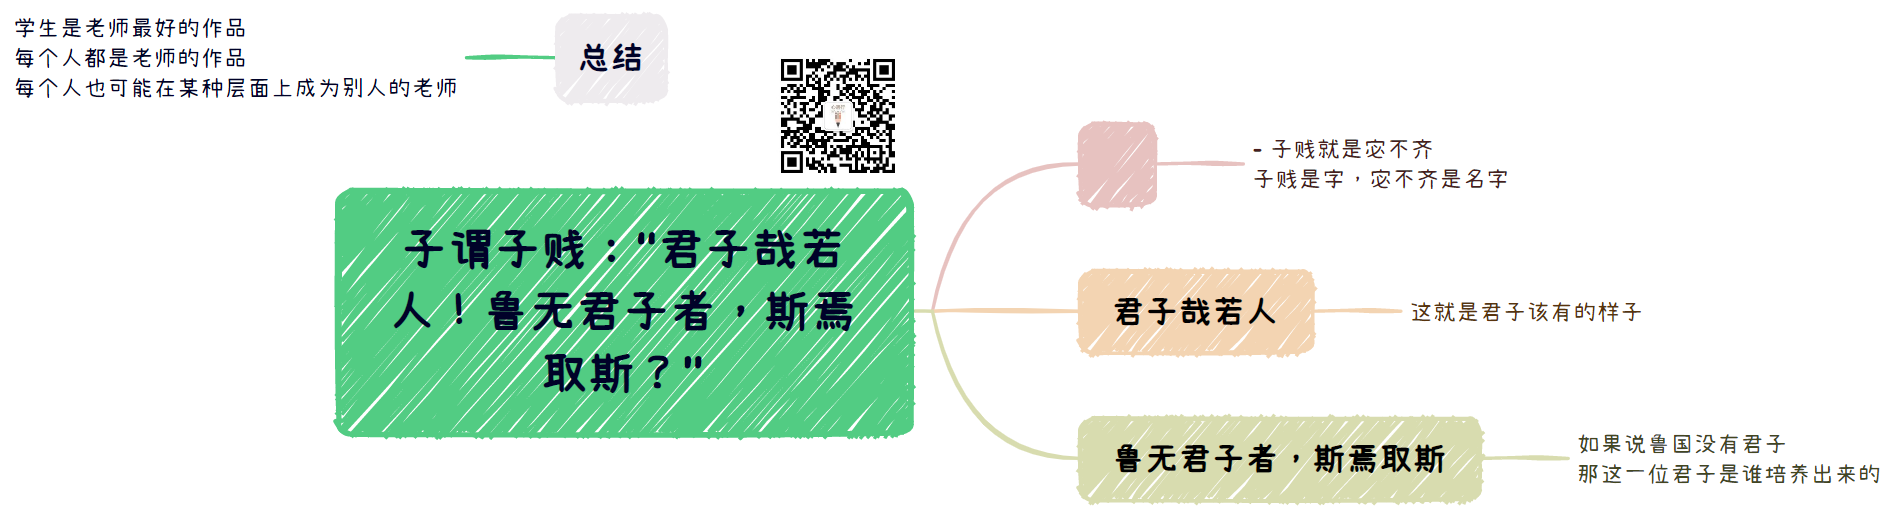 学生是老师最好的作品
每个人都是老师的作品
每个人也可能在某种层面上成为别人的老师
总结
子谓子贱："君子哉若
人！鲁无君子者，斯焉
取斯？"
- 子贱就是宓不齐
子贱是字，宓不齐是名字
君子哉若人
这就是君子该有的样子
鲁无君子者，斯焉取斯
如果说鲁国没有君子
那这一位君子是谁培养出来的